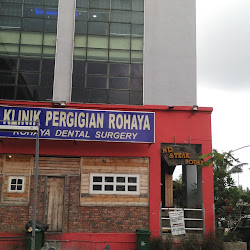 KLINIK PERGIGIAN ROHAYA
ROHAYA DENTAL SURGERY
STEAK